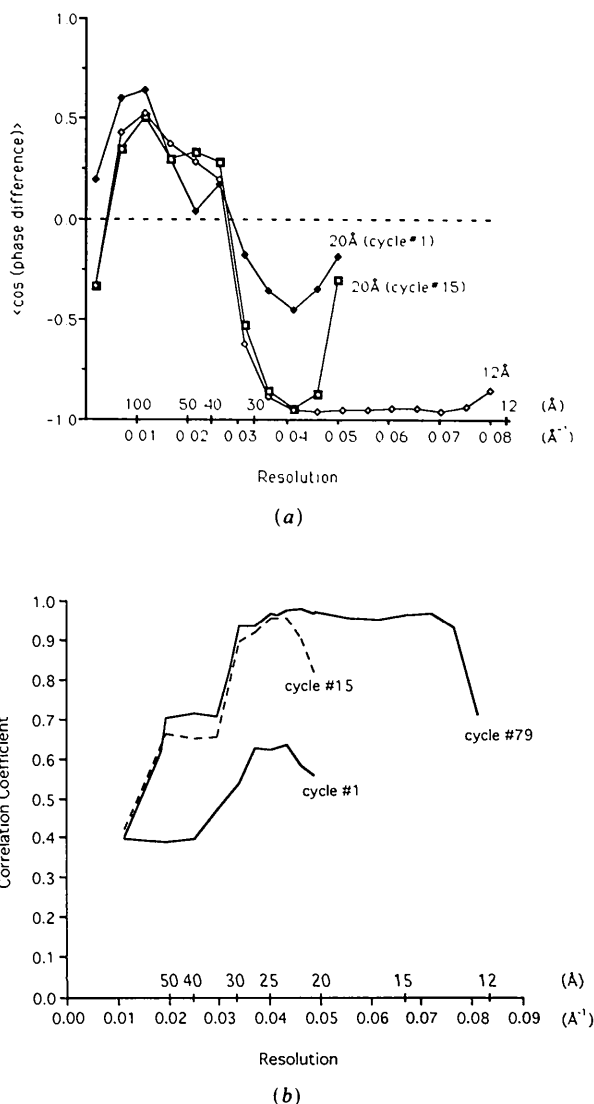 1.0
0.5
0.0
-0.5
-1.0
<cos (phase difference)>
20Å (cycle#1)
20Å (cycle#15)
12Å
100 50 40 30 12 (Å)
0.01 0.02 0.03 0.04 0.05 0.06 0.07 0.08 (Å⁻¹)
Resolution
(a)
1.0
0.9
0.8
0.7
0.6
0.5
0.4
0.3
0.2
0.1
0.0
Correlation Coefficient
cycle #15
cycle #79
cycle #1
50 40 30 25 20 15 12 (Å)
0.00 0.01 0.02 0.03 0.04 0.05 0.06 0.07 0.08 0.09 (Å⁻¹)
Resolution
(b)